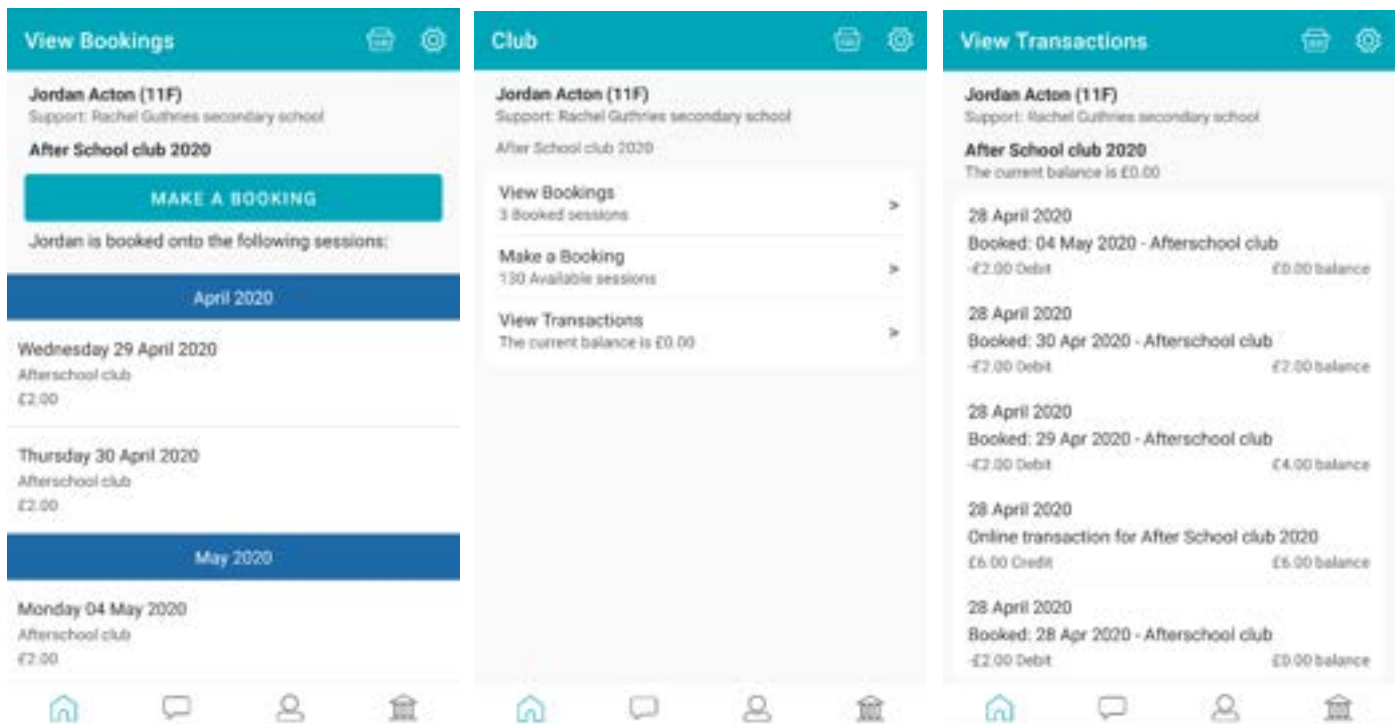 View Bookings
Jordan Acton (11F)
Support: Rachel Guthries secondary school
After School club 2020
MAKE A BOOKING
Jordan is booked onto the following sessions:
April 2020
Wednesday 29 April 2020
Afterschool club
£2.00
Thursday 30 April 2020
Afterschool club
£2.00
May 2020
Monday 04 May 2020
Afterschool club
£2.00
Club
Jordan Acton (11F)
Support: Rachel Guthries secondary school
After School club 2020
View Bookings
3 Booked sessions
>
Make a Booking
130 Available sessions
>
View Transactions
The current balance is £0.00
>
View Transactions
Jordan Acton (11F)
Support: Rachel Guthries secondary school
After School club 2020
The current balance is £0.00
28 April 2020
Booked: 04 May 2020 - Afterschool club
-£2.00 Debit £0.00 balance
28 April 2020
Booked: 30 Apr 2020 - Afterschool club
-£2.00 Debit £2.00 balance
28 April 2020
Booked: 29 Apr 2020 - Afterschool club
-£2.00 Debit £4.00 balance
28 April 2020
Online transaction for After School club 2020
£6.00 Credit £6.00 balance
28 April 2020
Booked: 28 Apr 2020 - Afterschool club
-£2.00 Debit £0.00 balance